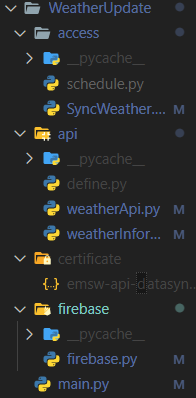 WeatherUpdate
access
__pycache__
schedule.py
SyncWeather.... M
api
__pycache__
define.py
weatherApi.py M
weatherInfor... M
certificate
emsw-api-datasyn...
firebase
__pycache__
firebase.py M
main.py M